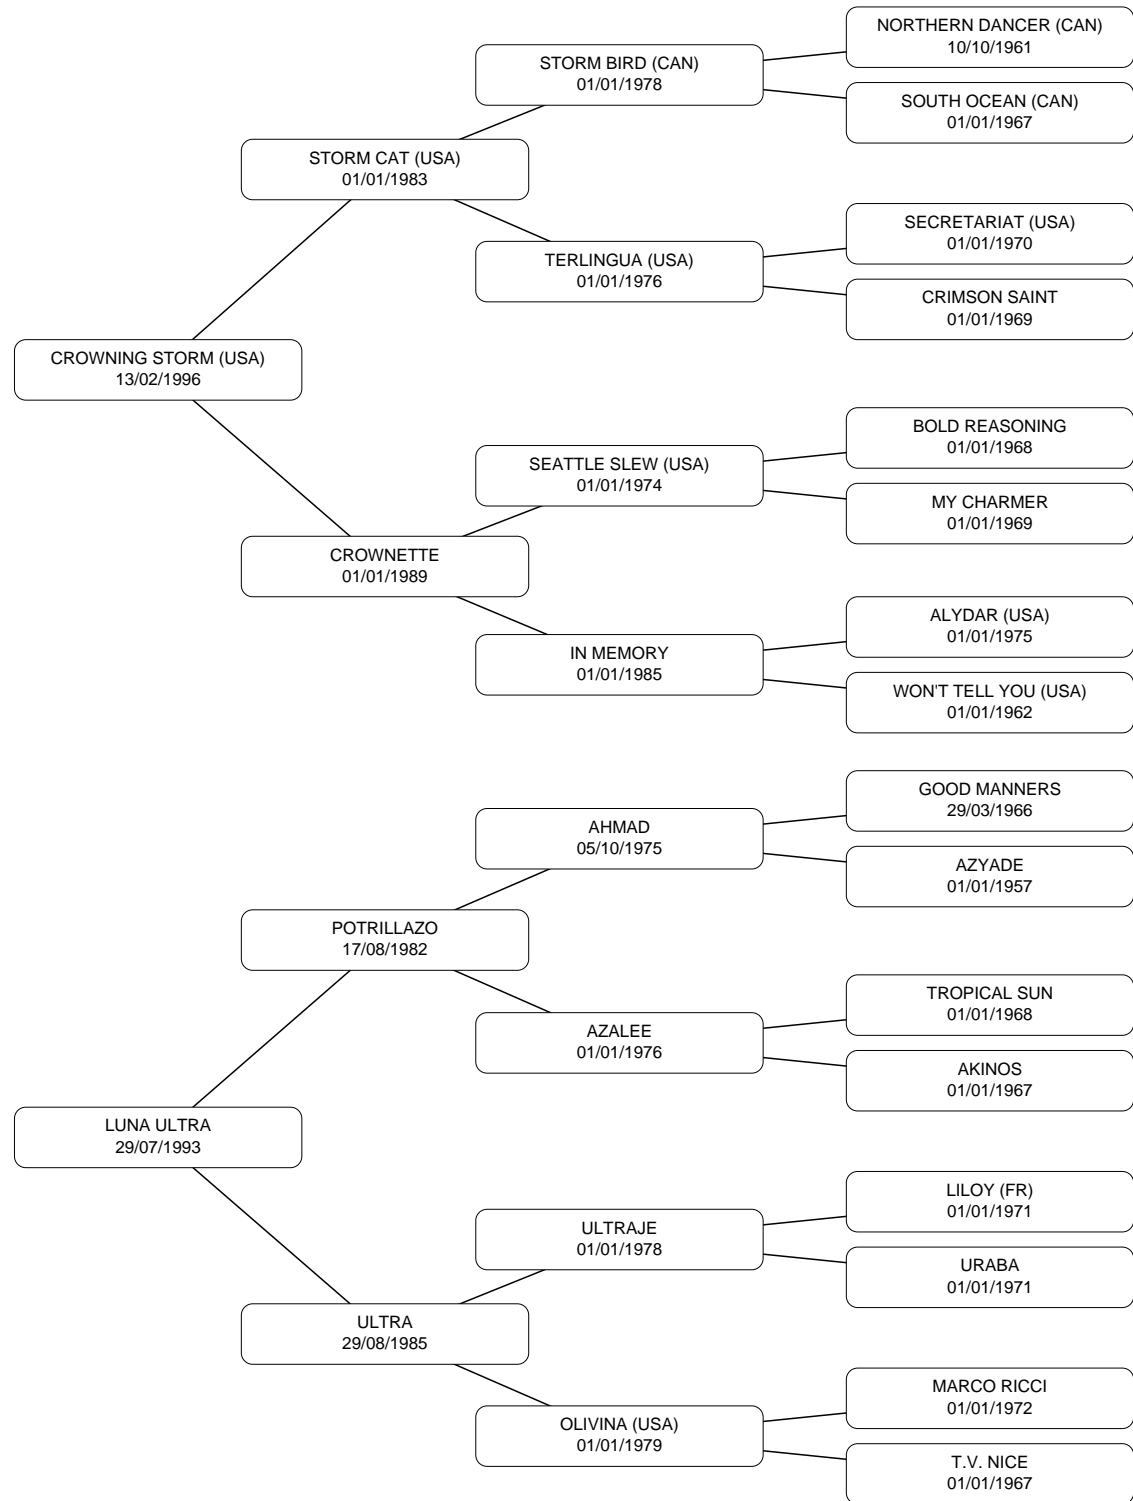 NORTHERN DANCER (CAN)
10/10/1961
STORM BIRD (CAN)
01/01/1978
SOUTH OCEAN (CAN)
01/01/1967
STORM CAT (USA)
01/01/1983
SECRETARIAT (USA)
01/01/1970
TERLINGUA (USA)
01/01/1976
CRIMSON SAINT
01/01/1969
CROWNING STORM (USA)
13/02/1996
BOLD REASONING
01/01/1968
SEATTLE SLEW (USA)
01/01/1974
MY CHARMER
01/01/1969
CROWNETTE
01/01/1989
ALYDAR (USA)
01/01/1975
IN MEMORY
01/01/1985
WON'T TELL YOU (USA)
01/01/1962
GOOD MANNERS
29/03/1966
AHMAD
05/10/1975
AZYADE
01/01/1957
POTRILLAZO
17/08/1982
TROPICAL SUN
01/01/1968
AZALEE
01/01/1976
AKINOS
01/01/1967
LUNA ULTRA
29/07/1993
LILOY (FR)
01/01/1971
ULTRAJE
01/01/1978
URABA
01/01/1971
ULTRA
29/08/1985
MARCO RICCI
01/01/1972
OLIVINA (USA)
01/01/1979
T.V. NICE
01/01/1967